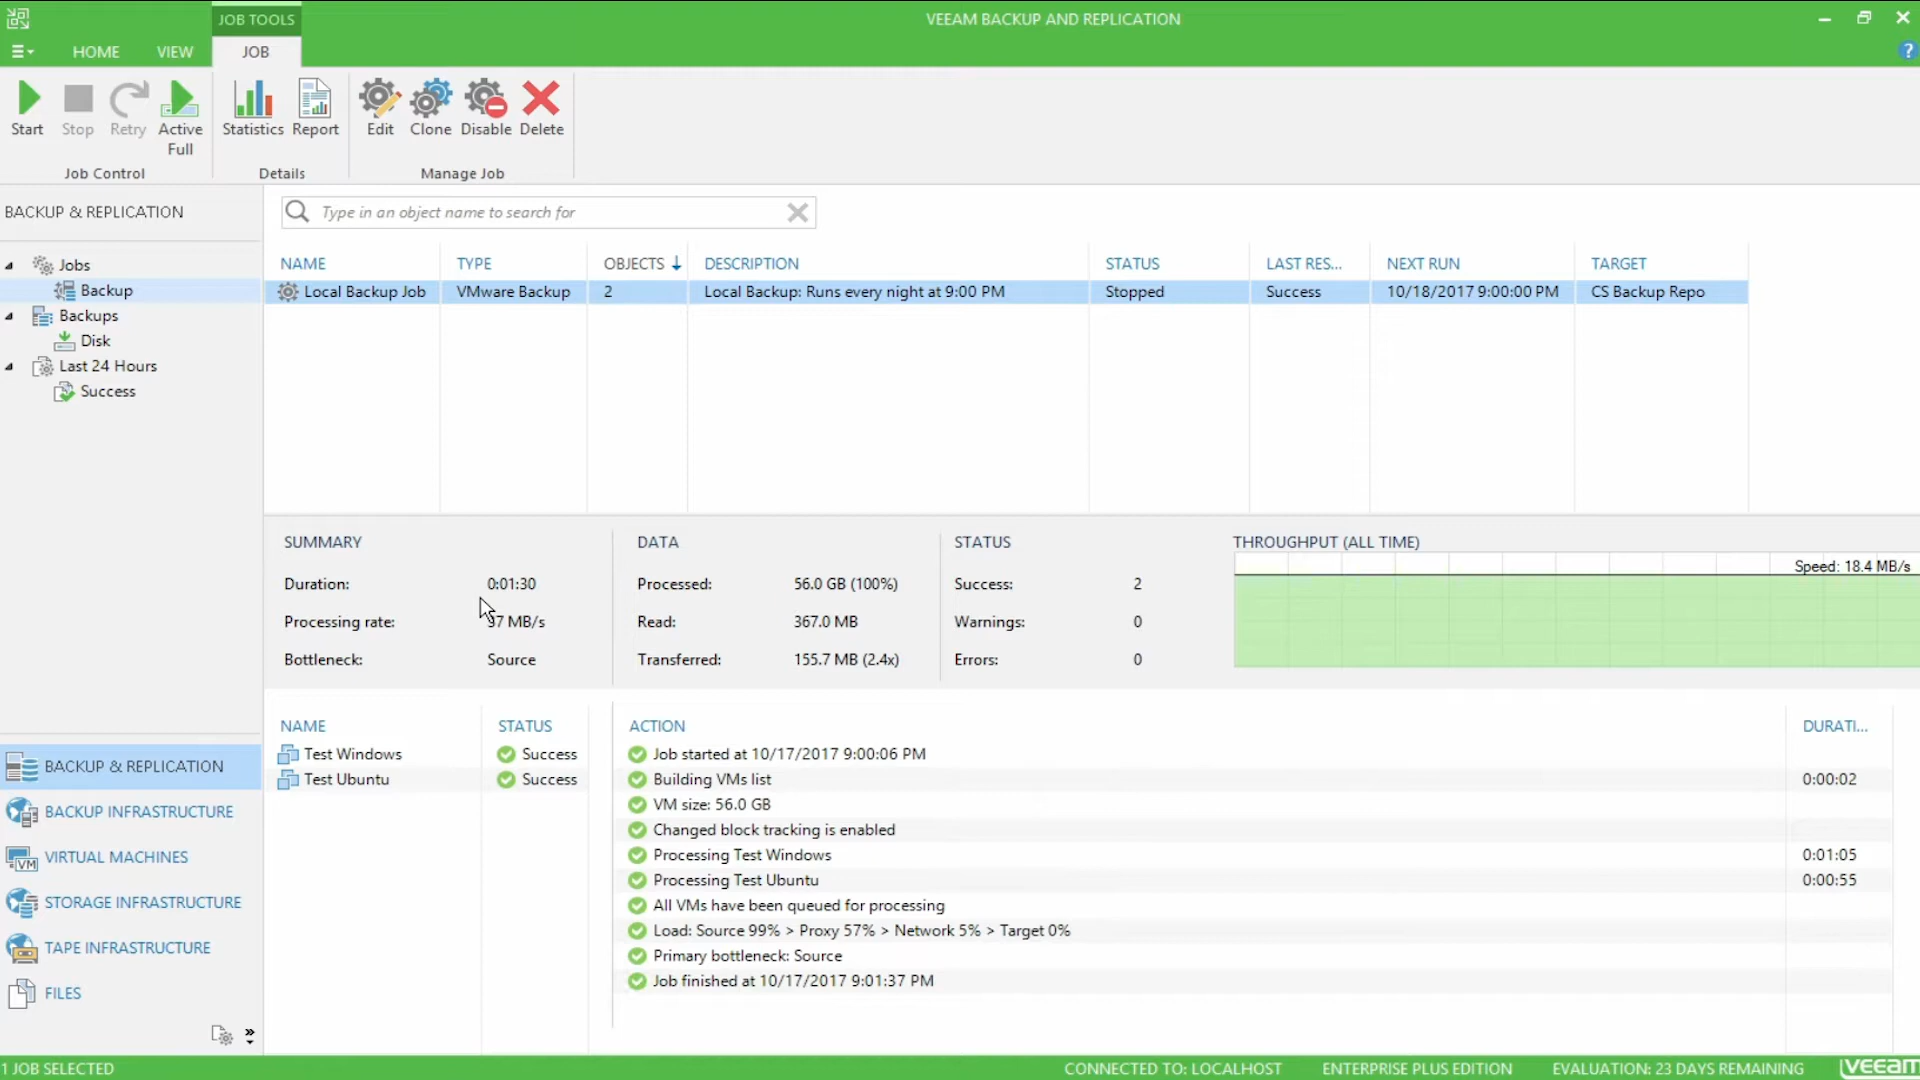 JOB TOOLS
VEEAM BACKUP AND REPLICATION
HOME
VIEW
JOB
?
Start
Stop
Retry
Active
Full
Statistics
Report
Edit
Clone
Disable
Delete
Job Control
Details
Manage Job
BACKUP & REPLICATION
Type in an object name to search for
Jobs
Backup
Backups
Disk
Last 24 Hours
Success
NAME
TYPE
OBJECTS
DESCRIPTION
STATUS
LAST RES...
NEXT RUN
TARGET
Local Backup Job
VMware Backup
2
Local Backup: Runs every night at 9:00 PM
Stopped
Success
10/18/2017 9:00:00 PM
CS Backup Repo
SUMMARY
Duration:
0:01:30
Processing rate:
MB/s
Bottleneck:
Source
DATA
Processed:
56.0 GB (100%)
Read:
367.0 MB
Transferred:
155.7 MB (2.4x)
STATUS
Success:
2
Warnings:
0
Errors:
0
THROUGHPUT (ALL TIME)
Speed: 18.4 MB/s
NAME
STATUS
Test Windows
Success
Test Ubuntu
Success
ACTION
DURATI...
Job started at 10/17/2017 9:00:06 PM
Building VMs list
0:00:02
VM size: 56.0 GB
Changed block tracking is enabled
Processing Test Windows
0:01:05
Processing Test Ubuntu
0:00:55
All VMs have been queued for processing
Load: Source 99% > Proxy 57% > Network 5% > Target 0%
Primary bottleneck: Source
Job finished at 10/17/2017 9:01:37 PM
BACKUP & REPLICATION
BACKUP INFRASTRUCTURE
VM
VIRTUAL MACHINES
STORAGE INFRASTRUCTURE
TAPE INFRASTRUCTURE
FILES
1 JOB SELECTED
CONNECTED TO: LOCALHOST
ENTERPRISE PLUS EDITION
EVALUATION: 23 DAYS REMAINING
veeam